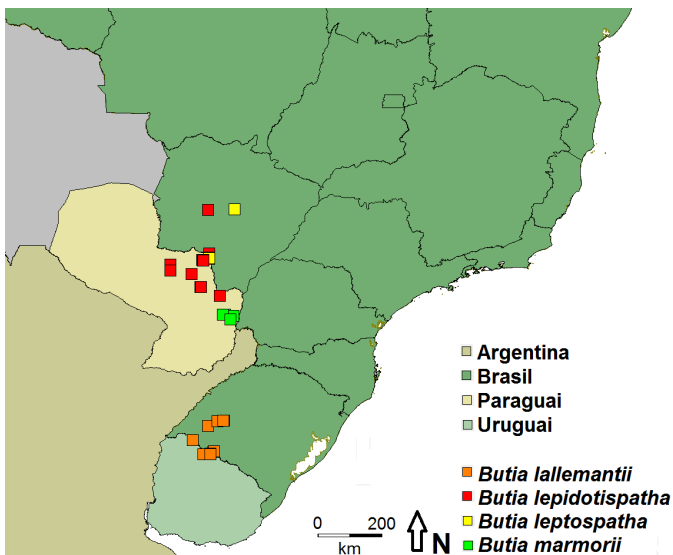 Argentina
Brasil
Paraguai
Uruguai
Butia lallemantii
Butia lepidotispatha
Butia leptospatha
Butia marmorii
0 200
km
N